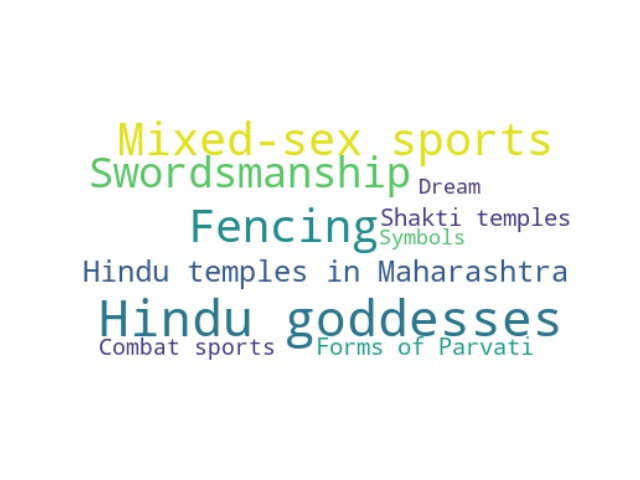 Mixed-sex sports
Swordsmanship
Dream
Fencing
Shakti temples
Symbols
Hindu temples in Maharashtra
Hindu goddesses
Combat sports
Forms of Parvati